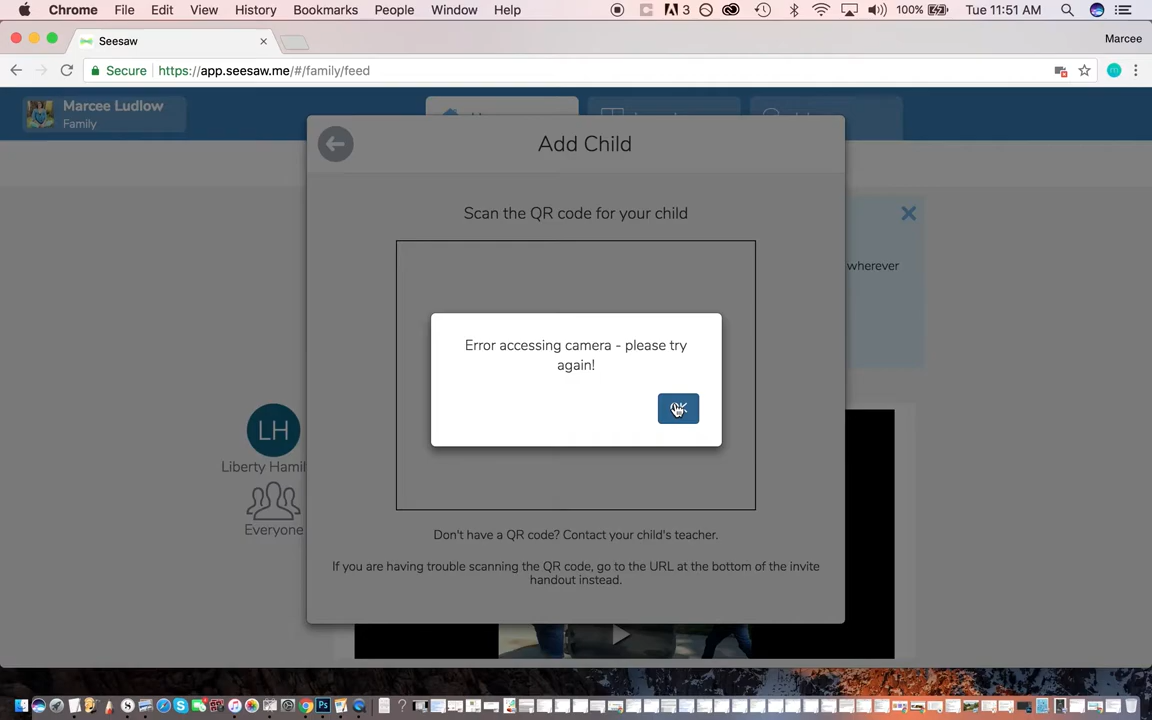 Chrome File Edit View History Bookmarks People Window Help 3 100% Tue 11:51 AM
Seesaw Marcee
Secure https://app.seesaw.me/#/family/feed
Marcee Ludlow
Family
Add Child
Scan the QR code for your child
wherever
Error accessing camera - please try
again!
LH
Liberty Hamil
Everyone
Don't have a QR code? Contact your child's teacher.
If you are having trouble scanning the QR code, go to the URL at the bottom of the invite
handout instead.
Ps